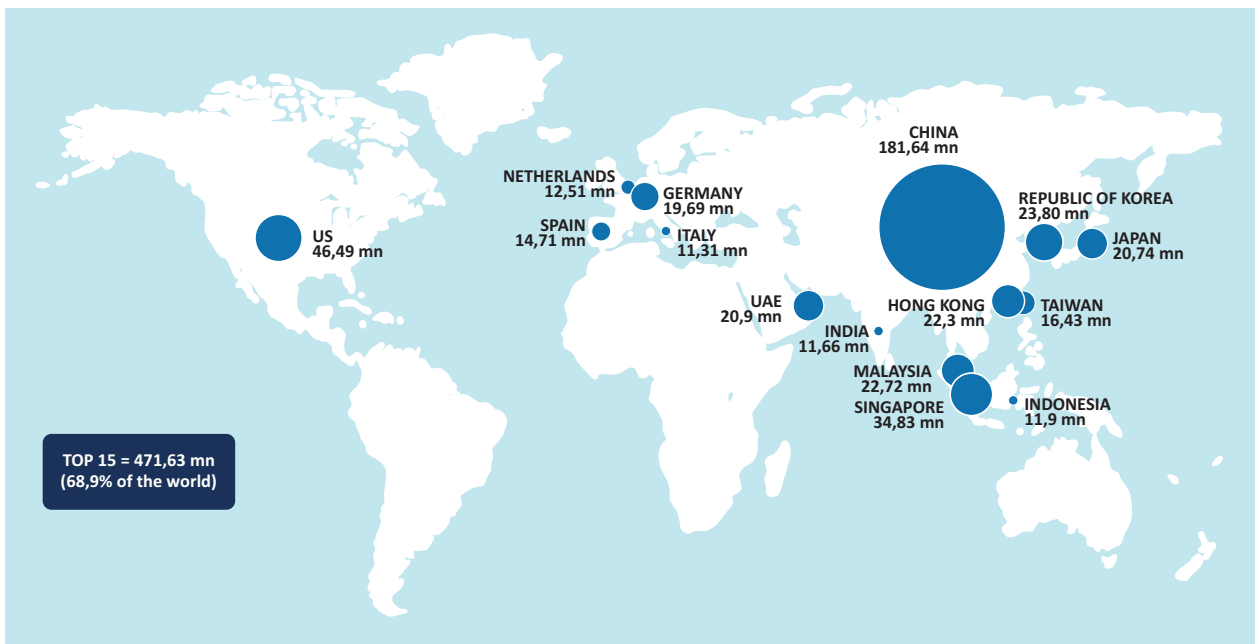 CHINA
181,64 mn
NETHERLANDS
12,51 mn
GERMANY
19,69 mn
REPUBLIC OF KOREA
23,80 mn
SPAIN
14,71 mn
ITALY
11,31 mn
US
46,49 mn
JAPAN
20,74 mn
UAE
20,9 mn
HONG KONG
22,3 mn
TAIWAN
16,43 mn
INDIA
11,66 mn
MALAYSIA
22,72 mn
SINGAPORE
34,83 mn
INDONESIA
11,9 mn
TOP 15 = 471,63 mn
(68,9% of the world)